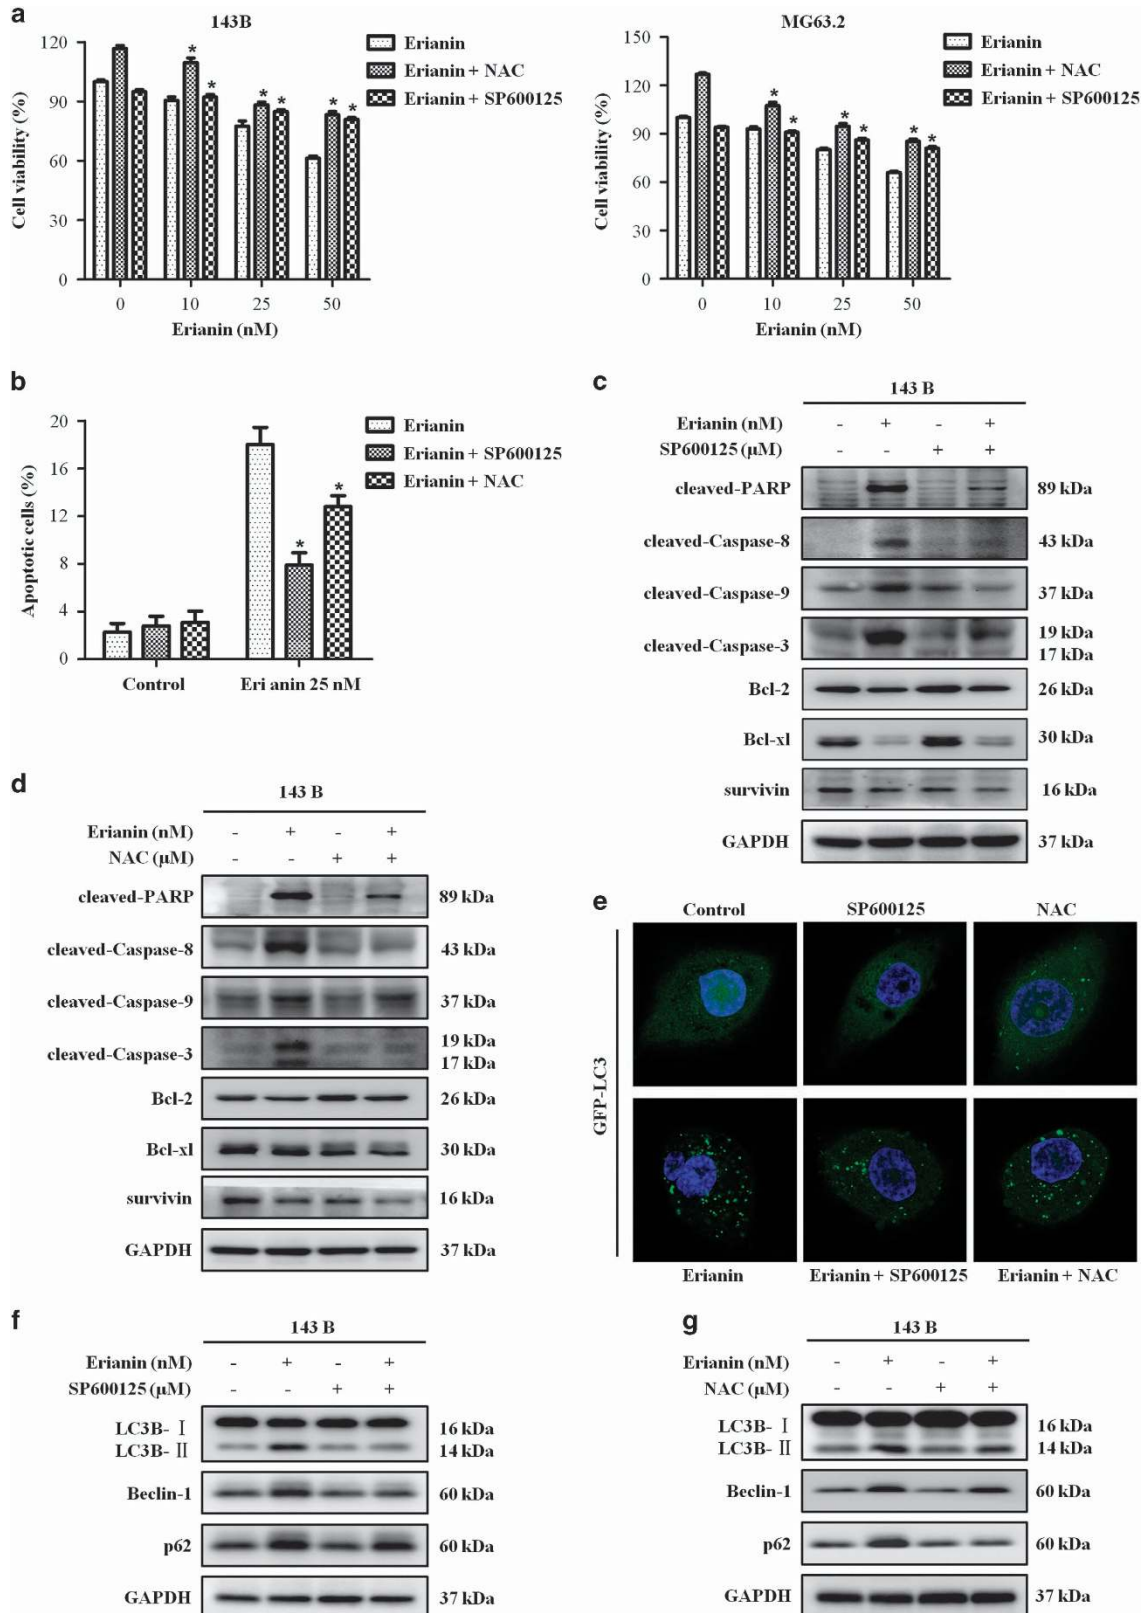 a
143B
Cell viability (%)
120
90
60
30
0
0 10 25 50
Erianin (nM)
* * * * * *
Erianin
Erianin + NAC
Erianin + SP600125
MG63.2
Cell viability (%)
150
120
90
60
30
0
0 10 25 50
Erianin (nM)
* * * * * *
Erianin
Erianin + NAC
Erianin + SP600125
b
Apoptotic cells (%)
20
16
12
8
4
0
Control Eri anin 25 nM
* *
Erianin
Erianin + SP600125
Erianin + NAC
c
143 B
Erianin (nM) - + - +
SP600125 (μM) - - + +
cleaved-PARP 89 kDa
cleaved-Caspase-8 43 kDa
cleaved-Caspase-9 37 kDa
cleaved-Caspase-3 19 kDa
17 kDa
Bcl-2 26 kDa
Bcl-xl 30 kDa
survivin 16 kDa
GAPDH 37 kDa
d
143 B
Erianin (nM) - + - +
NAC (μM) - - + +
cleaved-PARP 89 kDa
cleaved-Caspase-8 43 kDa
cleaved-Caspase-9 37 kDa
cleaved-Caspase-3 19 kDa
17 kDa
Bcl-2 26 kDa
Bcl-xl 30 kDa
survivin 16 kDa
GAPDH 37 kDa
e
Control SP600125 NAC
GFP-LC3
Erianin Erianin + SP600125 Erianin + NAC
f
143 B
Erianin (nM) - + - +
SP600125 (μM) - - + +
LC3B- Ⅰ 16 kDa
LC3B- Ⅱ 14 kDa
Beclin-1 60 kDa
p62 60 kDa
GAPDH 37 kDa
g
143 B
Erianin (nM) - + - +
NAC (μM) - - + +
LC3B- Ⅰ 16 kDa
LC3B- Ⅱ 14 kDa
Beclin-1 60 kDa
p62 60 kDa
GAPDH 37 kDa